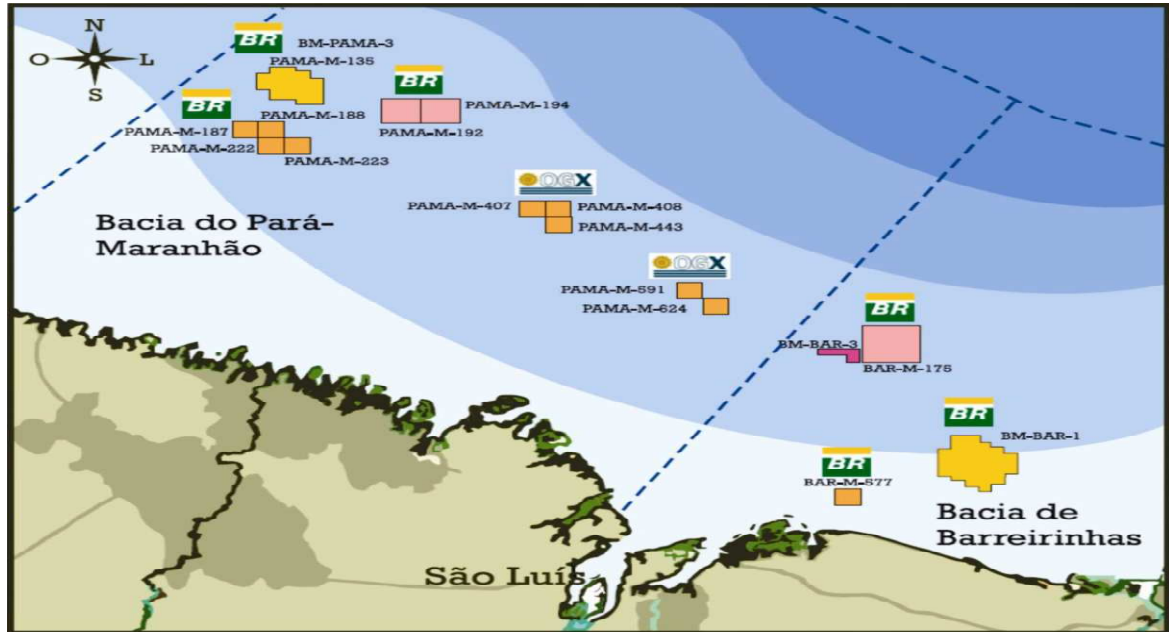 N
O
L
S
BR
BM-PAMA-3
PAMA-M-135
BR
PAMA-M-194
PAMA-M-192
BR
PAMA-M-188
PAMA-M-187
PAMA-M-222
PAMA-M-223
OGX
PAMA-M-407
PAMA-M-408
PAMA-M-443
Bacia do Pará-
Maranhão
OGX
PAMA-M-591
PAMA-M-624
BR
BM-BAR-3
BAR-M-175
BR
BM-BAR-1
BR
BAR-M-577
Bacia de
Barreirinhas
São Luís